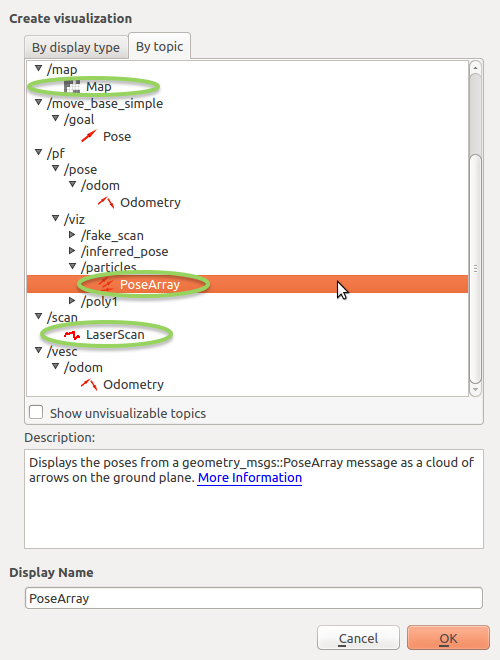 Create visualization
By display type
By topic
/map
Map
/move_base_simple
/goal
Pose
/pf
/pose
/odom
Odometry
/viz
/fake_scan
/inferred_pose
/particles
PoseArray
/poly1
/scan
LaserScan
/vesc
/odom
Odometry
Show unvisualizable topics
Description:
Displays the poses from a geometry_msgs::PoseArray message as a cloud of
arrows on the ground plane. More Information
Display Name
PoseArray
Cancel
OK